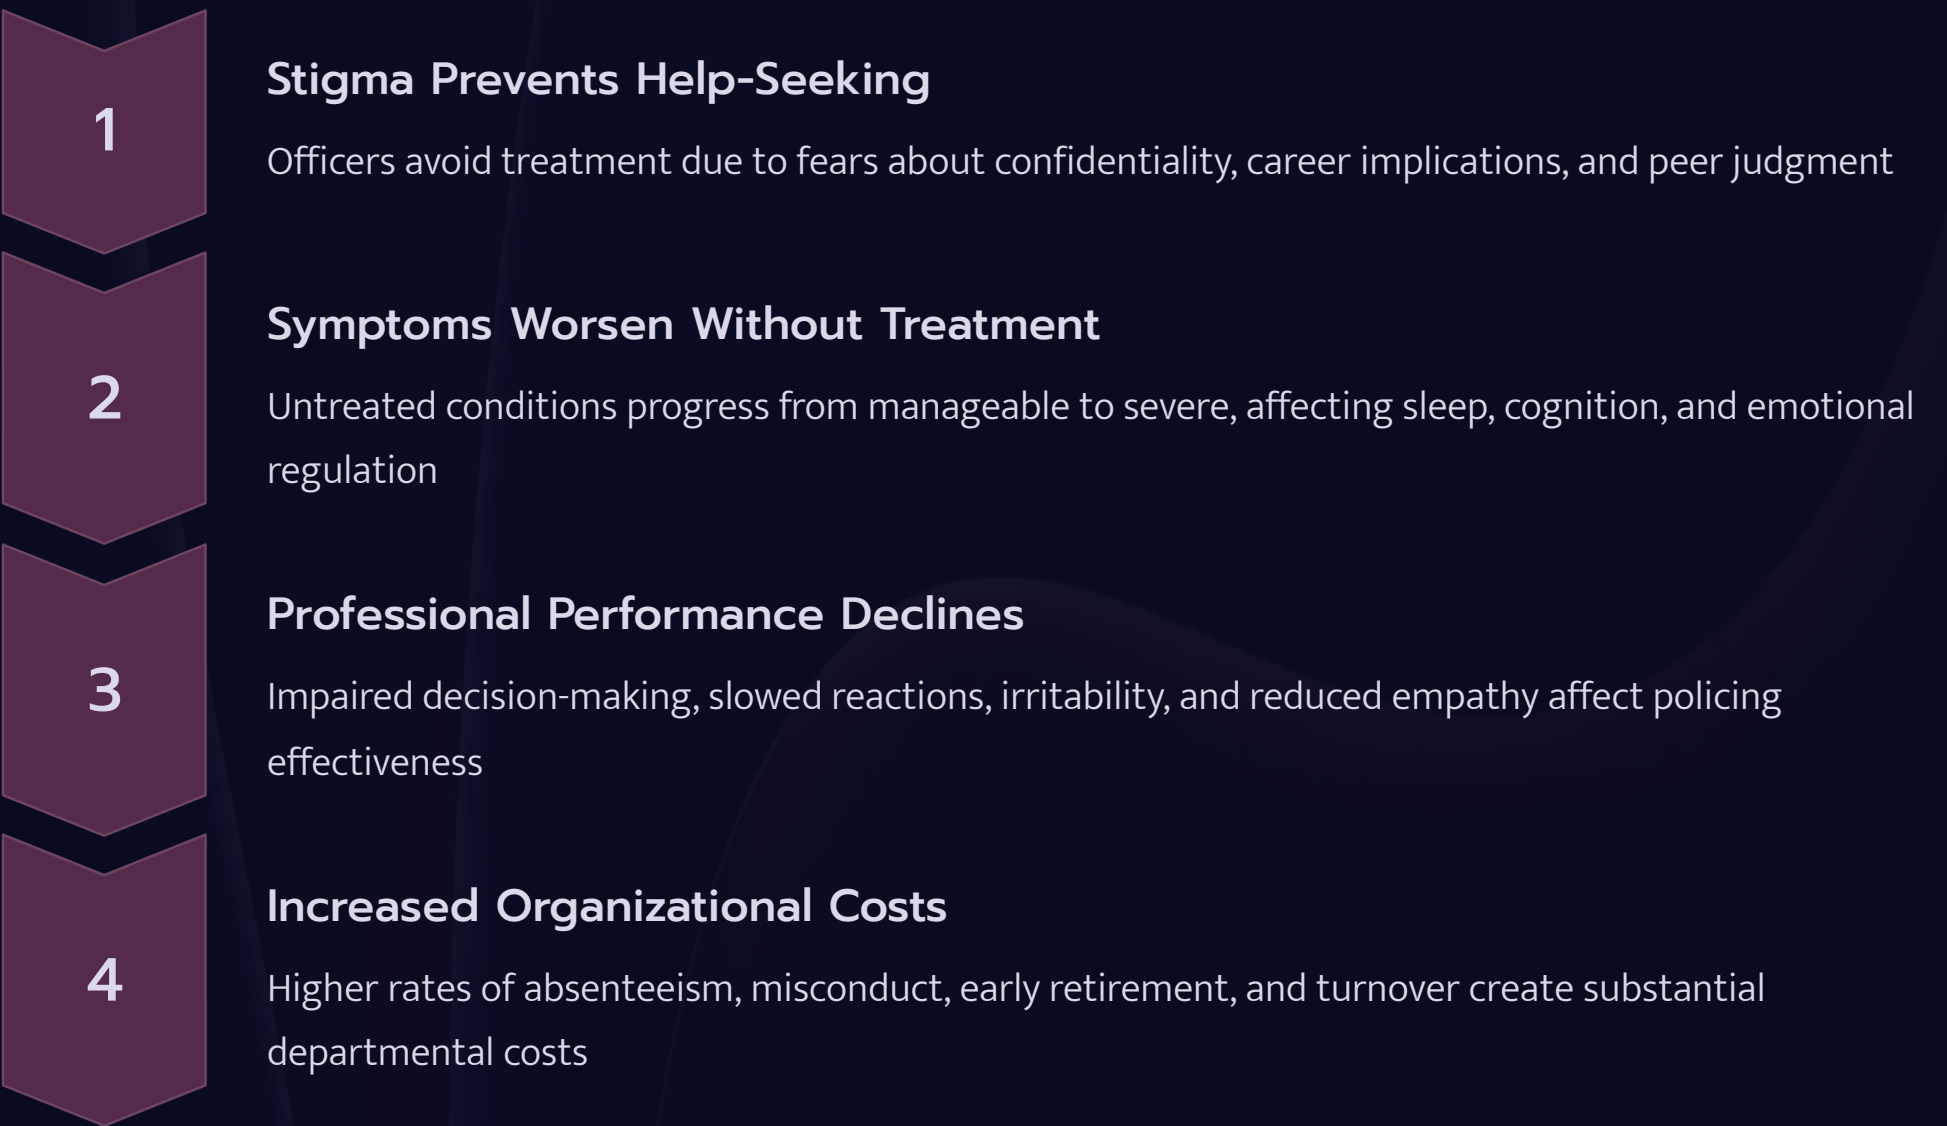 1
Stigma Prevents Help-Seeking
Officers avoid treatment due to fears about confidentiality, career implications, and peer judgment
2
Symptoms Worsen Without Treatment
Untreated conditions progress from manageable to severe, affecting sleep, cognition, and emotional
regulation
3
Professional Performance Declines
Impaired decision-making, slowed reactions, irritability, and reduced empathy affect policing
effectiveness
4
Increased Organizational Costs
Higher rates of absenteeism, misconduct, early retirement, and turnover create substantial
departmental costs